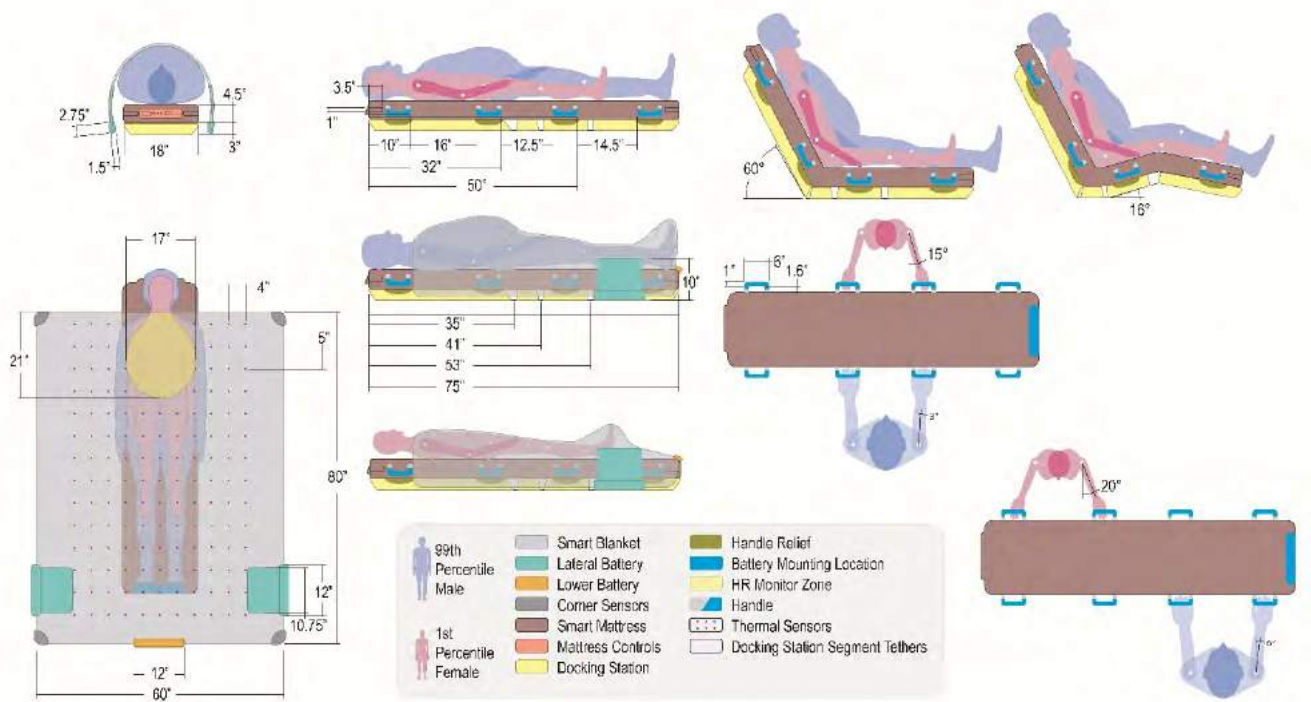 4.5"
2.75"
18"
3"
1.5"
3.5"
1"
10"
16"
12.5"
14.5"
32"
50"
60°
16°
17"
4"
21"
5"
80"
12"
10.75"
12"
60"
10"
35"
41"
53"
75"
15°
1"
6"
1.6"
3°
20°
99th
Percentile
Male
1st
Percentile
Female
Smart Blanket
Lateral Battery
Lower Battery
Corner Sensors
Smart Mattress
Mattress Controls
Docking Station
Handle Relief
Battery Mounting Location
HR Monitor Zone
Handle
Thermal Sensors
Docking Station Segment Tethers